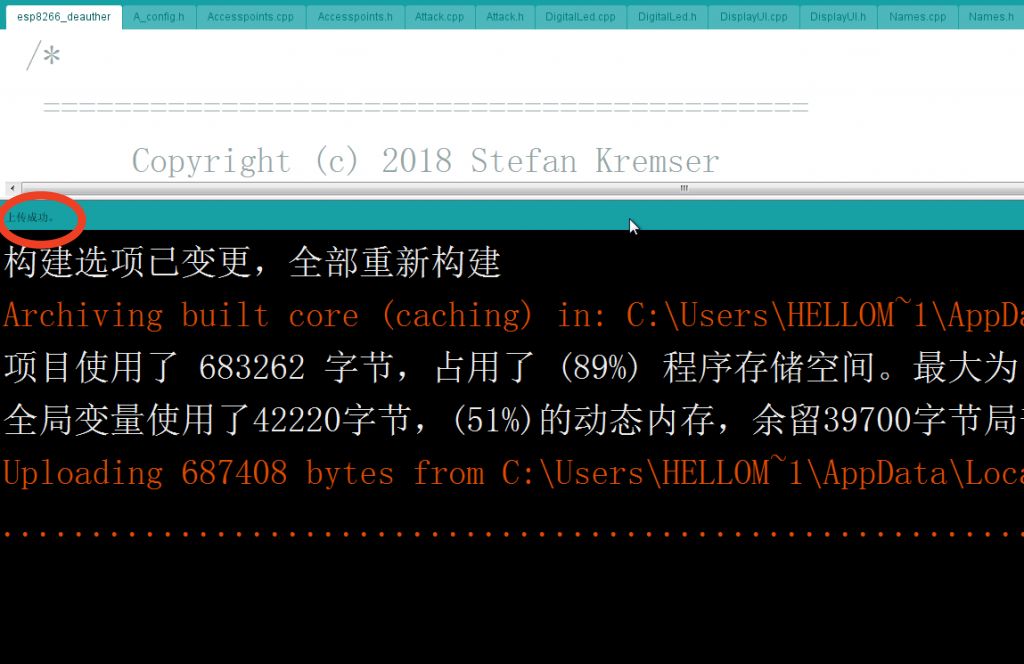 esp8266_deauther A_config.h Accesspoints.cpp Accesspoints.h Attack.cpp Attack.h DigitalLed.cpp DigitalLed.h DisplayUI.cpp DisplayUI.h Names.cpp Names.h
/*
===========================================
Copyright (c) 2018 Stefan Kremser
上传成功。
构建选项已变更，全部重新构建
Archiving built core (caching) in: C:\Users\HELLOM~1\AppDa
项目使用了 683262 字节，占用了 (89%) 程序存储空间。最大为
全局变量使用了42220字节，(51%)的动态内存，余留39700字节局
Uploading 687408 bytes from C:\Users\HELLOM~1\AppData\Loca
..........................................................